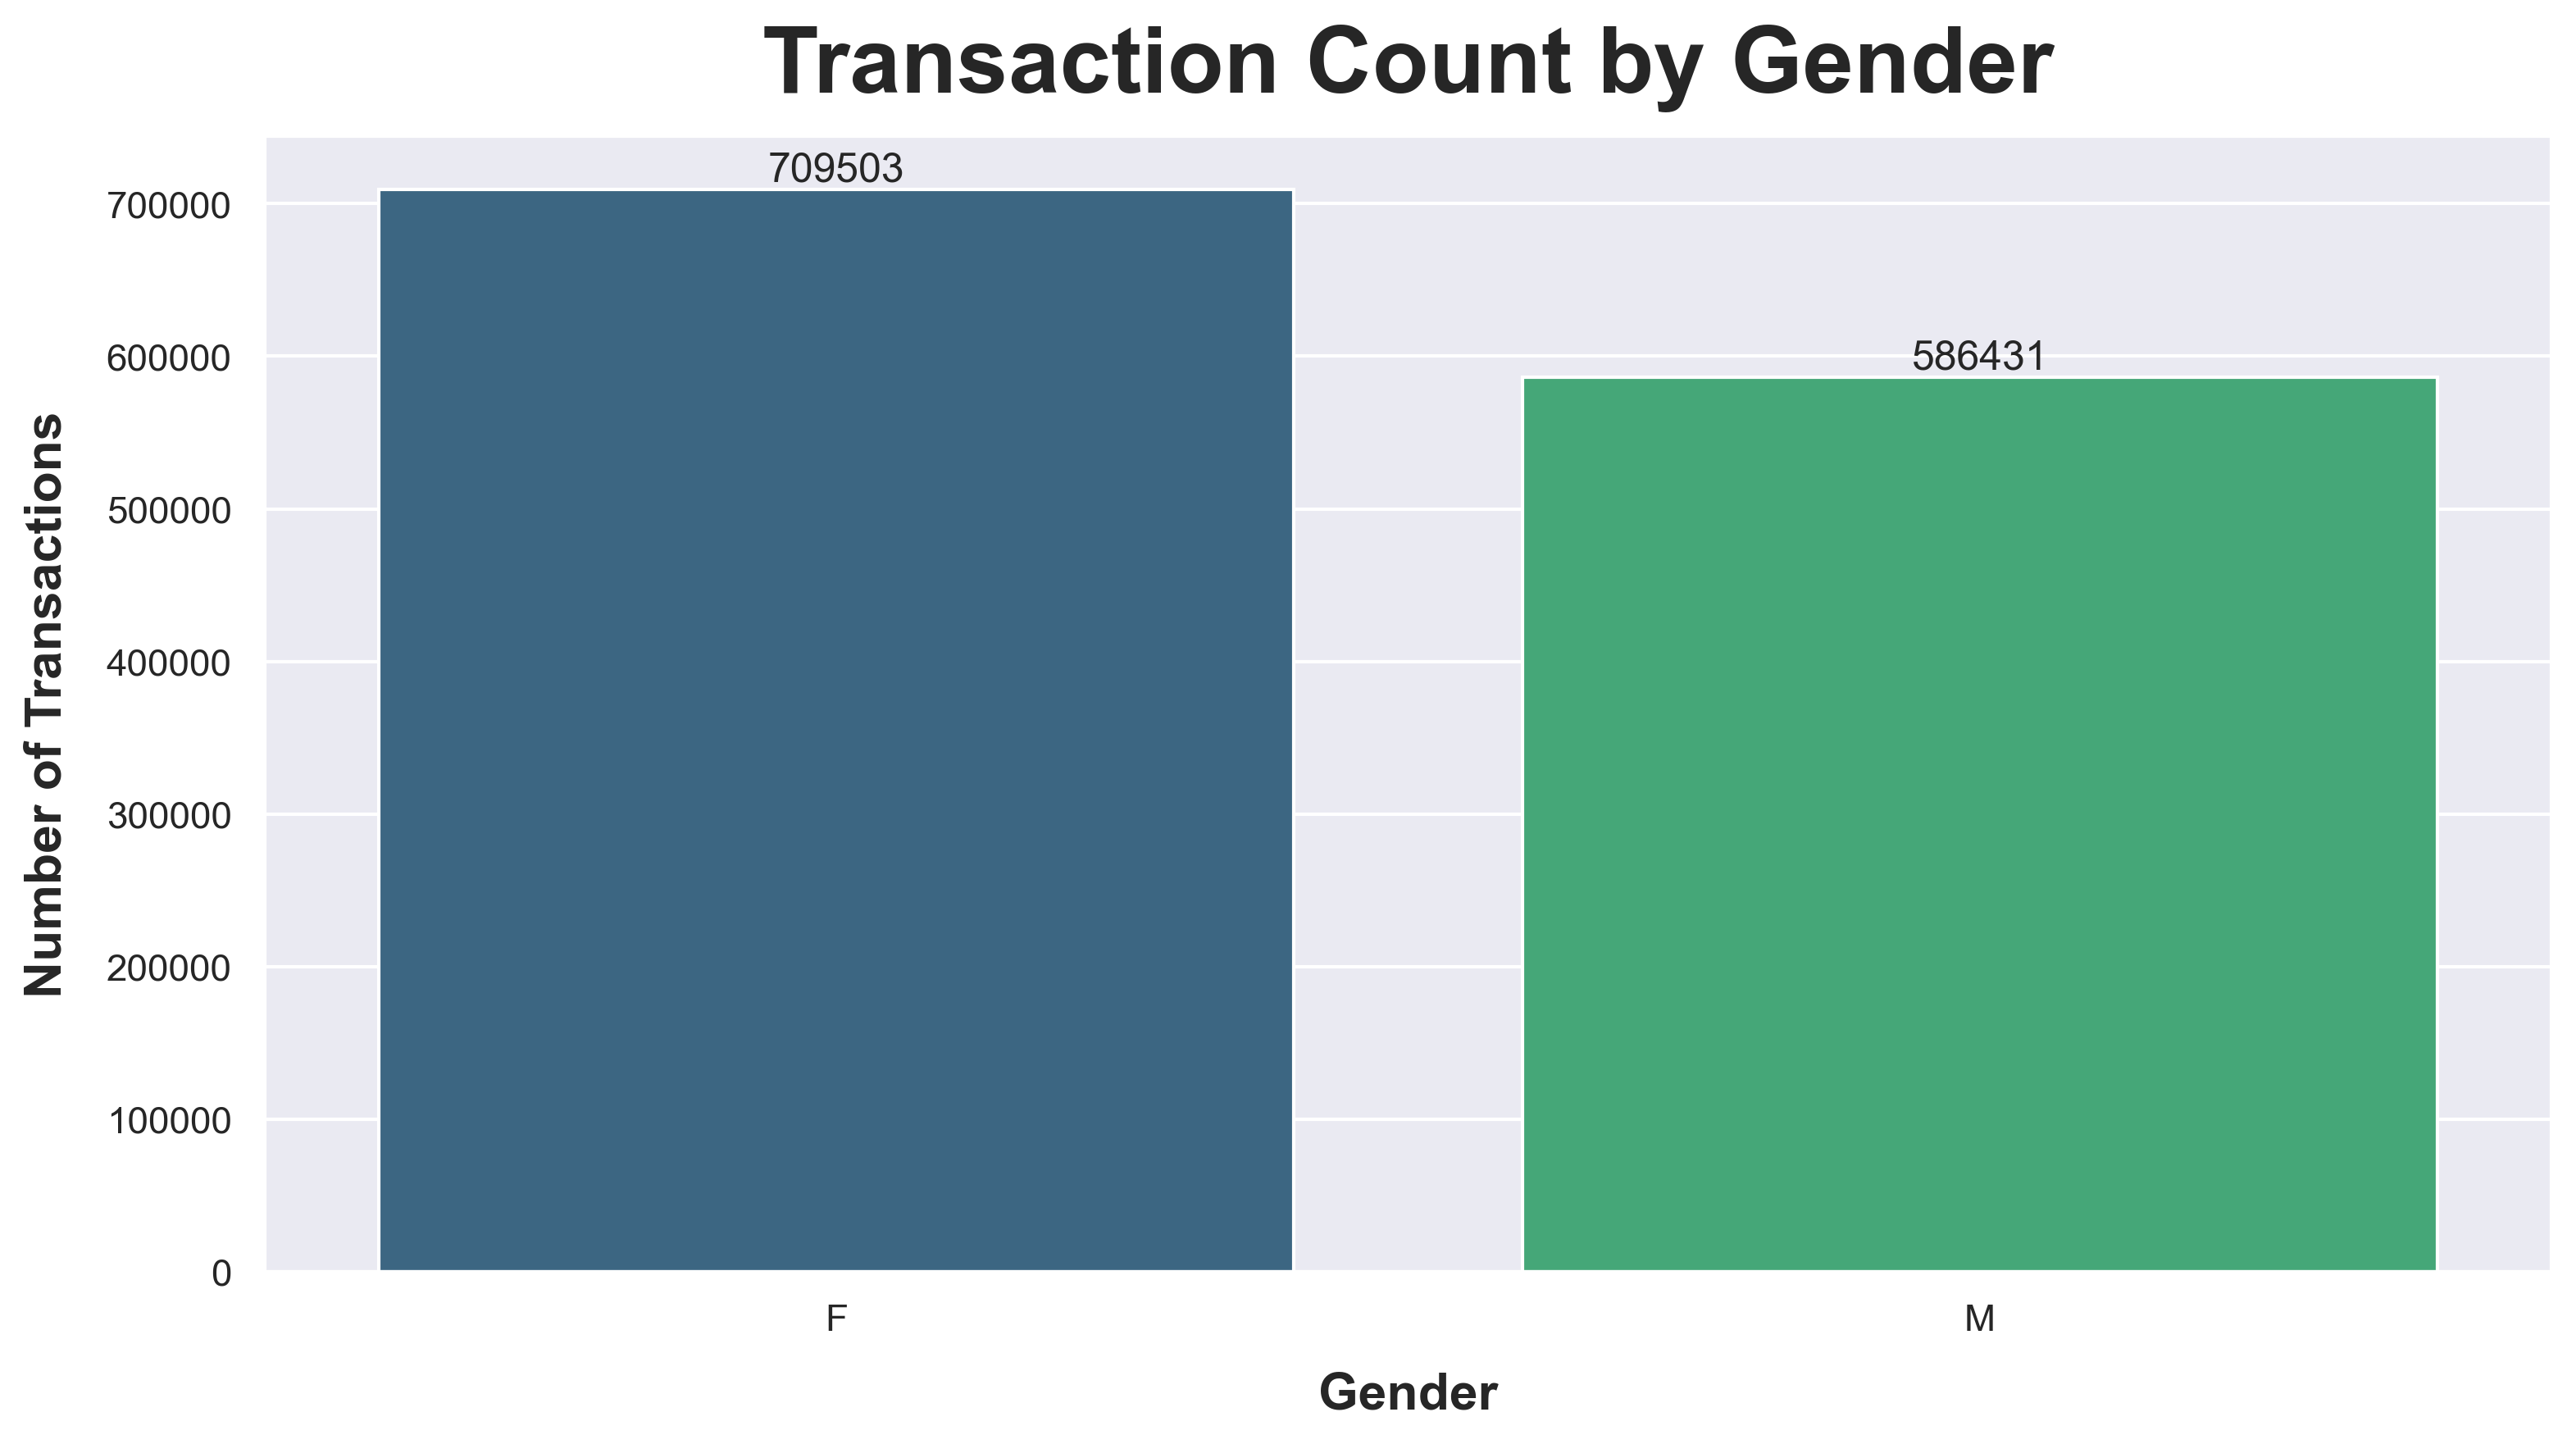 Transaction Count by Gender
Number of Transactions
700000
600000
500000
400000
300000
200000
100000
0
709503
586431
F
M
Gender